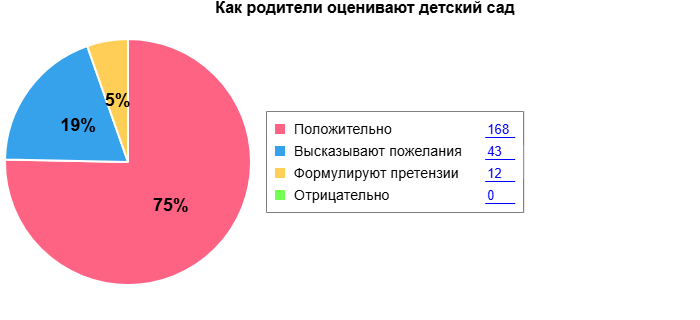 Как родители оценивают детский сад
5%
19%
75%
Положительно 168
Высказывают пожелания 43
Формулируют претензии 12
Отрицательно 0